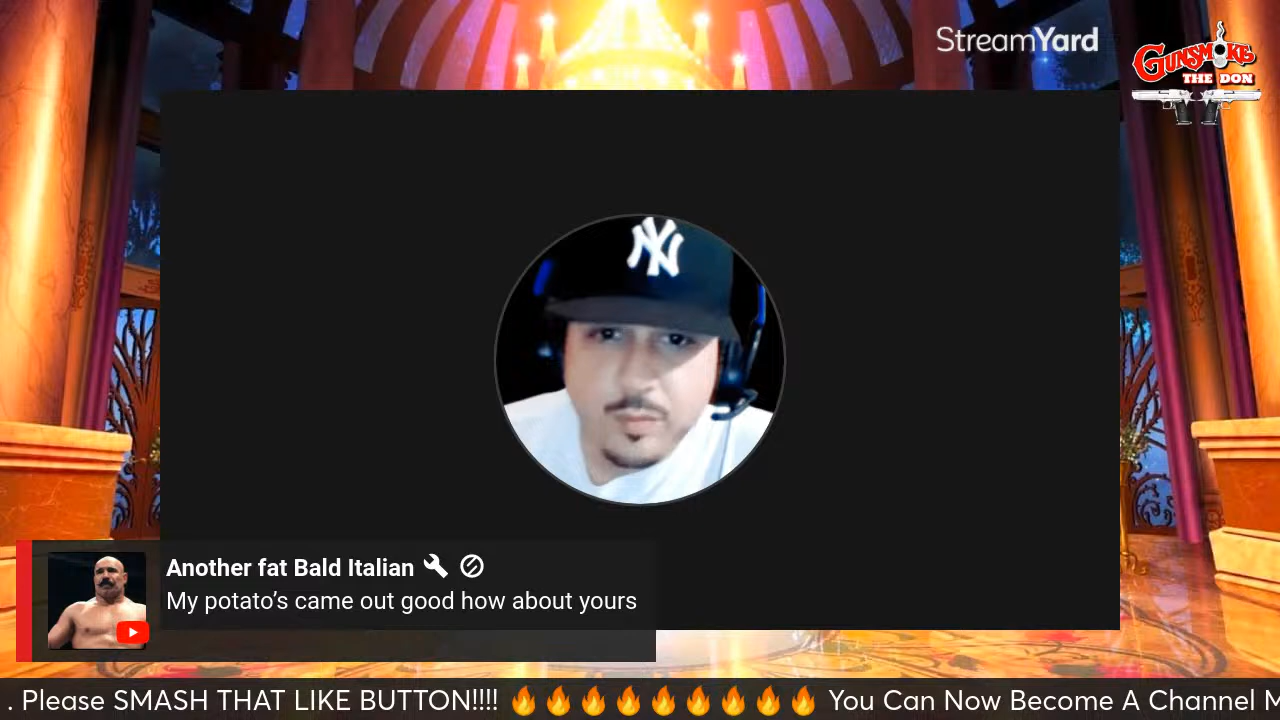 StreamYard
GUNSMOKE
THE DON
NY
Another fat Bald Italian
My potato’s came out good how about yours
. Please SMASH THAT LIKE BUTTON!!!! 🔥🔥🔥🔥🔥🔥🔥🔥🔥 You Can Now Become A Channel M